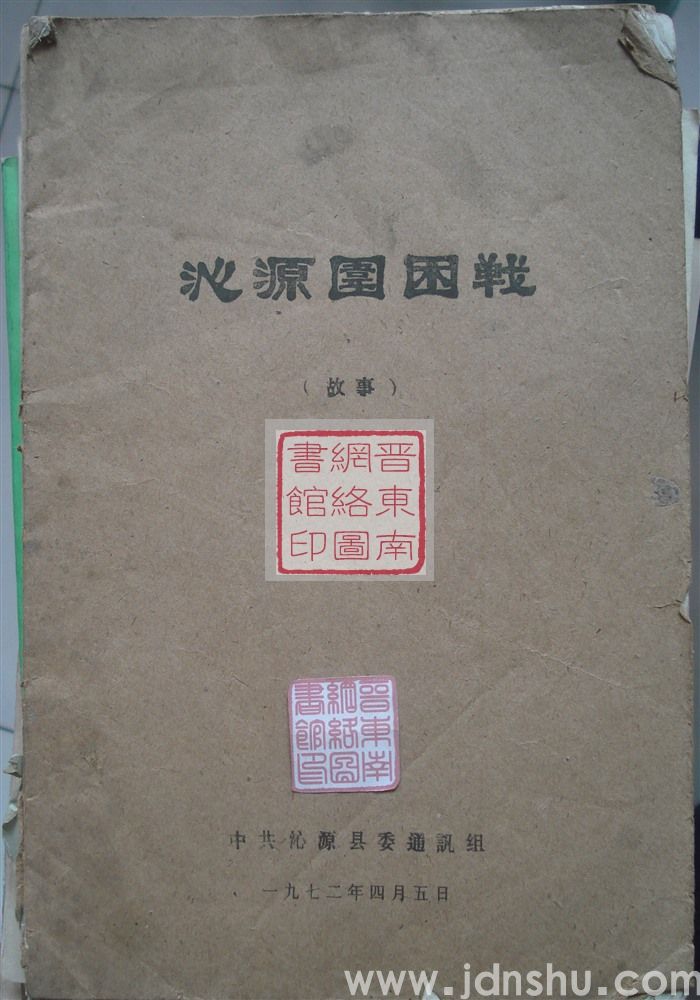 沁源圍困战
（故事）
晋東南
網絡圖
書館印
晋東南
網絡圖
書館印
中共沁源县委通訊组
一九七二年四月五日
www.jdnshu.com